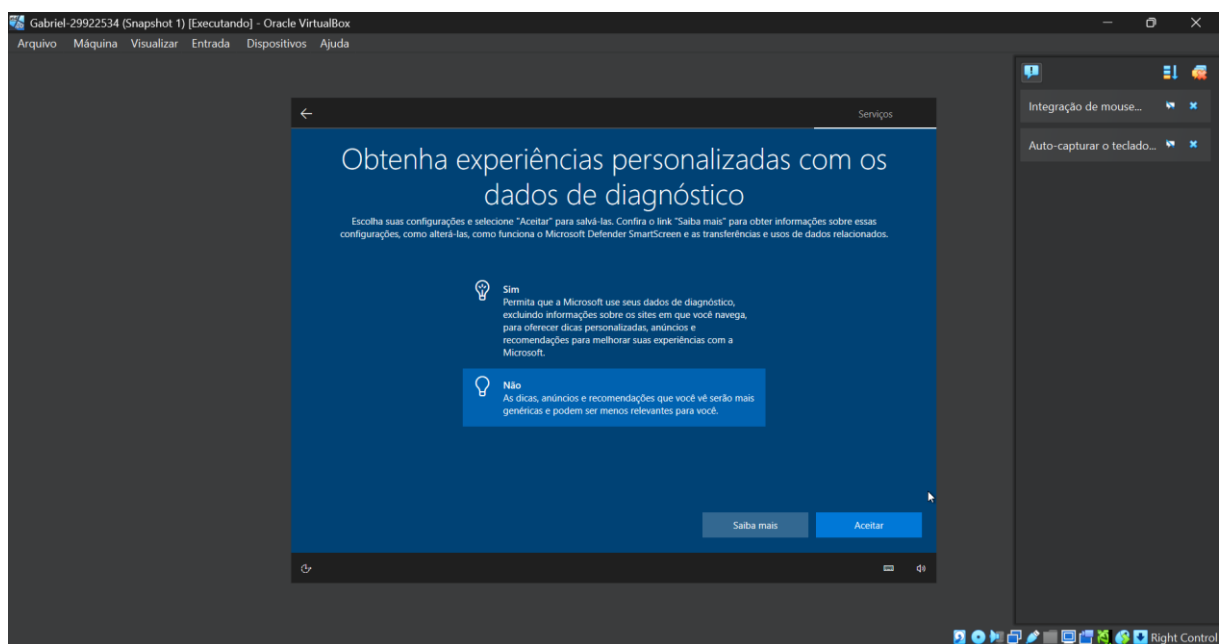 Gabriel-29922534 (Snapshot 1) [Executando] - Oracle VirtualBox
Arquivo Máquina Visualizar Entrada Dispositivos Ajuda
Integração de mouse...
Auto-capturar o teclado...
Serviços
Obtenha experiências personalizadas com os
dados de diagnóstico
Escolha suas configurações e selecione "Aceitar" para salvá-las. Confira o link "Saiba mais" para obter informações sobre essas
configurações, como alterá-las, como funciona o Microsoft Defender SmartScreen e as transferências e usos de dados relacionados.
Sim
Permita que a Microsoft use seus dados de diagnóstico,
excluindo informações sobre os sites em que você navega,
para oferecer dicas personalizadas, anúncios e
recomendações para melhorar suas experiências com a
Microsoft.
Não
As dicas, anúncios e recomendações que você vê serão mais
genéricas e podem ser menos relevantes para você.
Saiba mais
Aceitar
Right Control